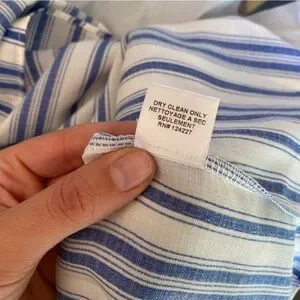 DRY CLEAN ONLY
NETTOYAGE A SEC
SEULEMENT
RN# 124227